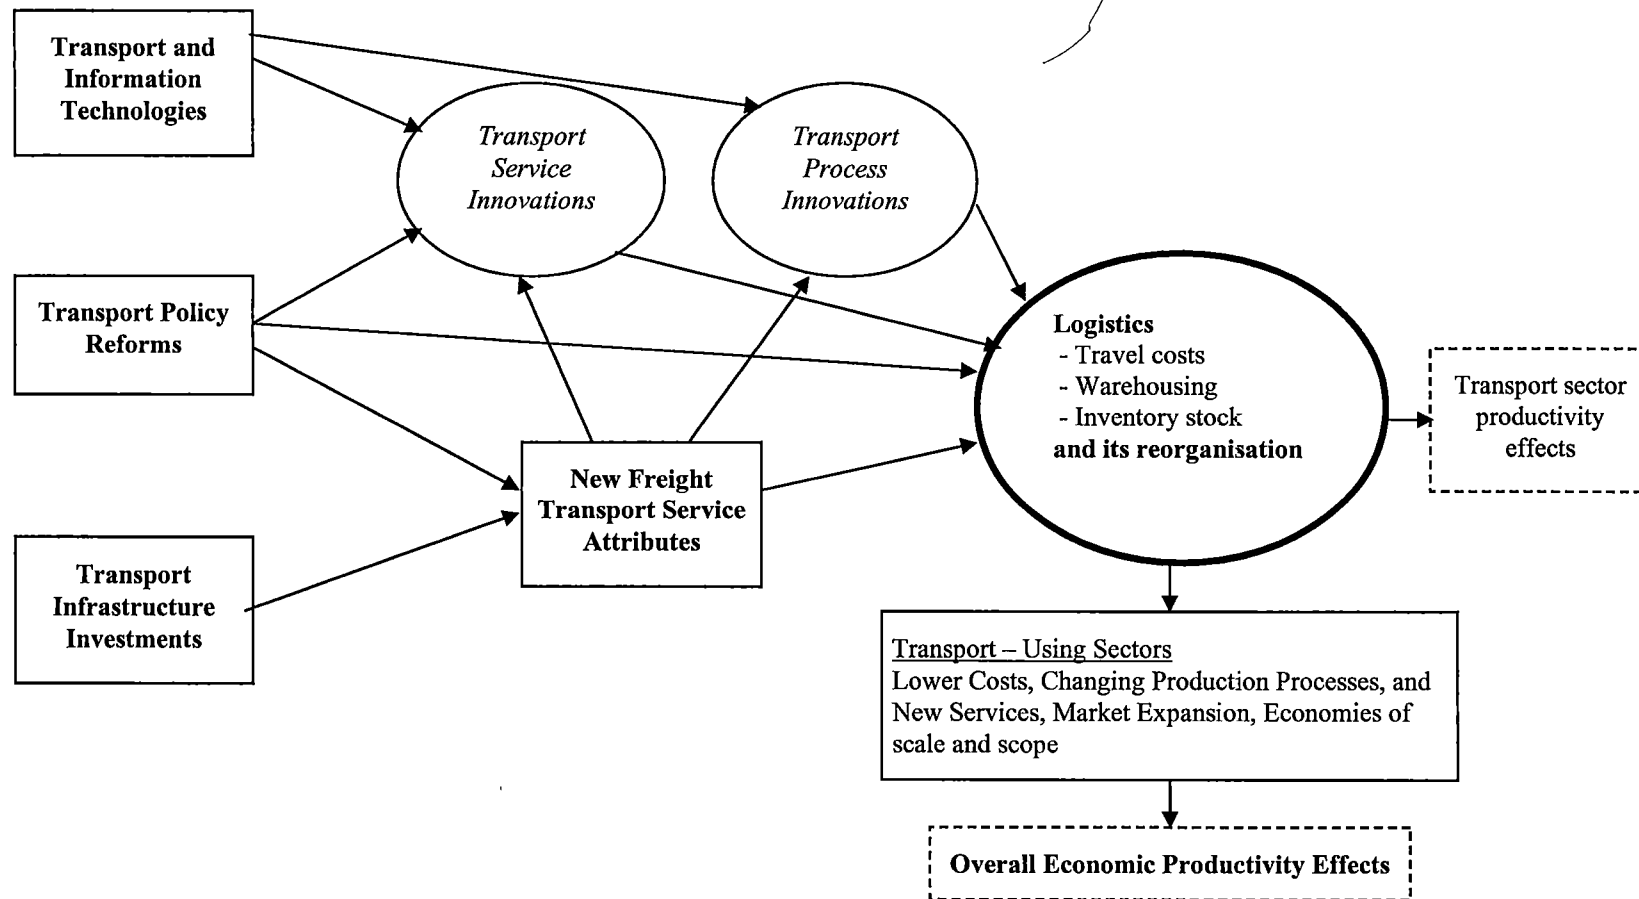 Transport and
Information
Technologies
Transport
Service
Innovations
Transport
Process
Innovations
Transport Policy
Reforms
Logistics
- Travel costs
- Warehousing
- Inventory stock
and its reorganisation
Transport sector
productivity
effects
New Freight
Transport Service
Attributes
Transport
Infrastructure
Investments
Transport – Using Sectors
Lower Costs, Changing Production Processes, and
New Services, Market Expansion, Economies of
scale and scope
Overall Economic Productivity Effects